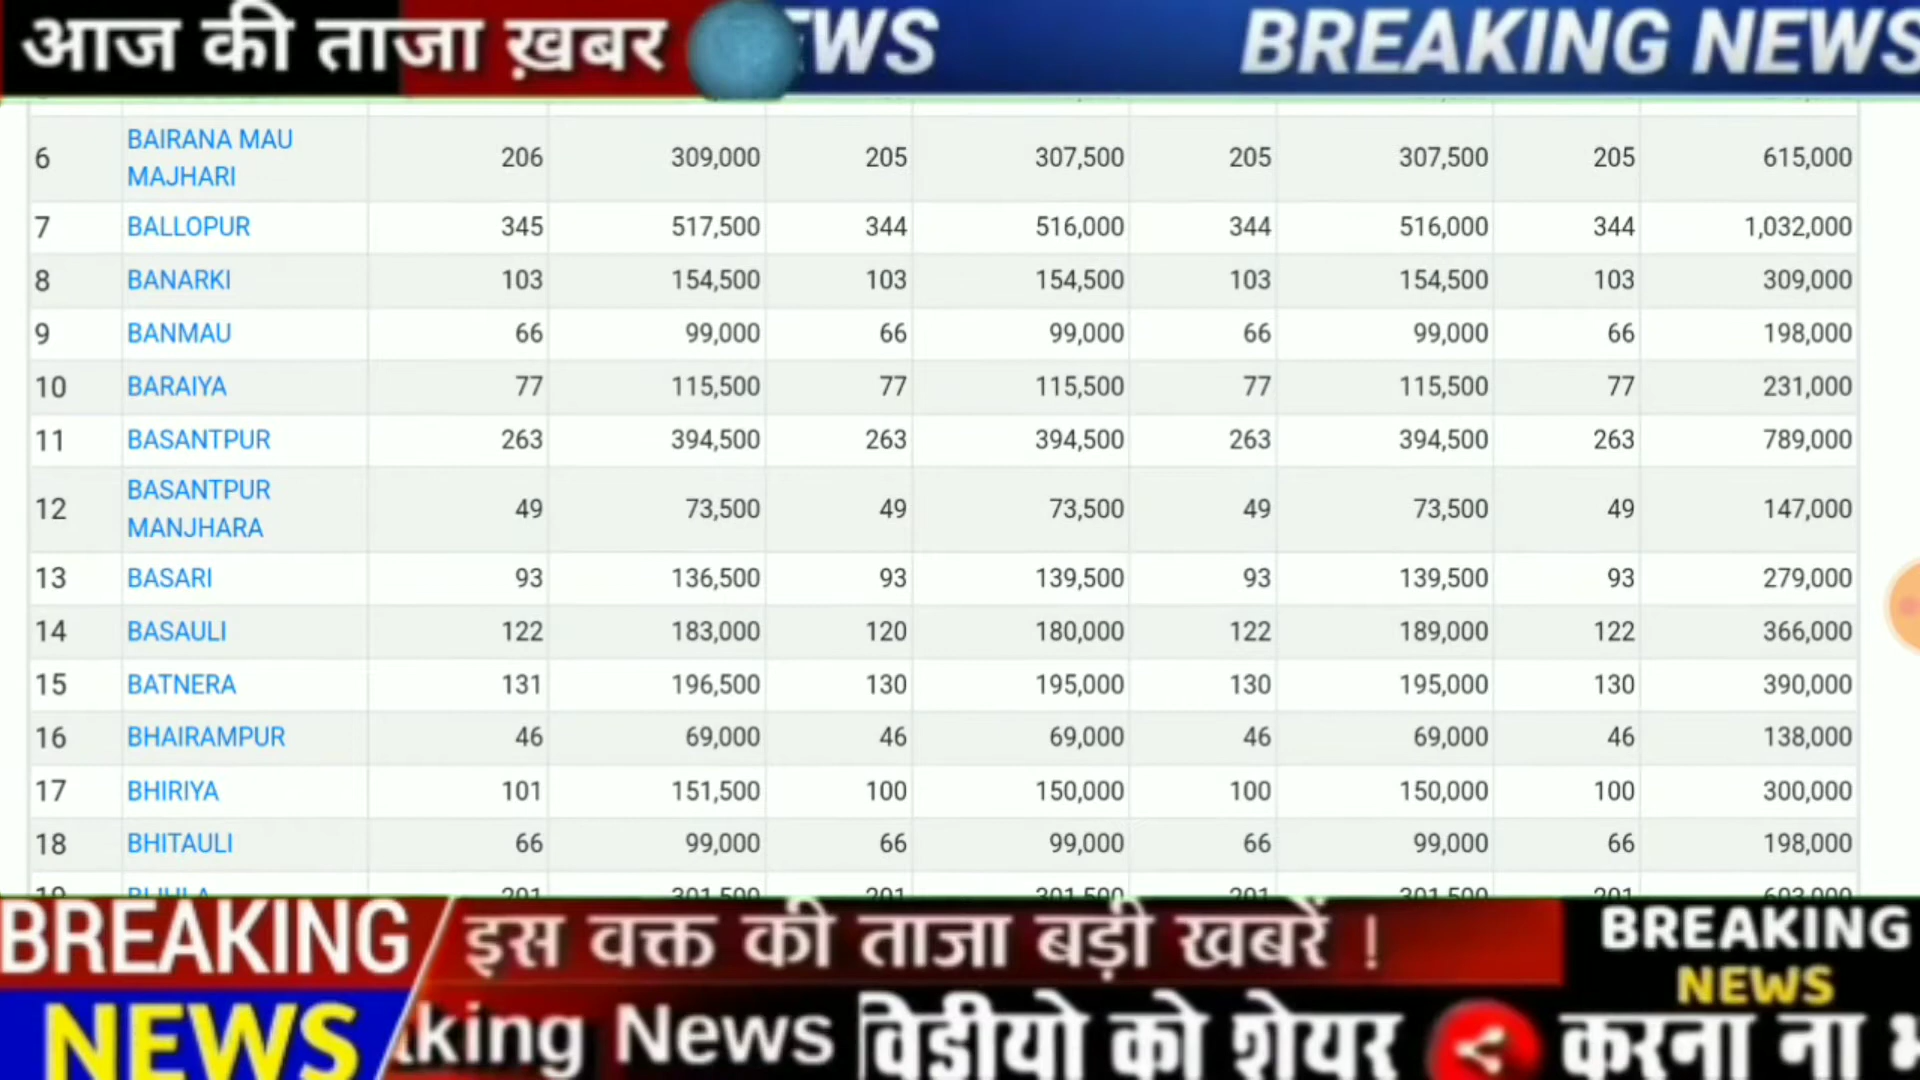 आज की ताजा ख़बर
BREAKING NEWS
6 BAIRANA MAU MAJHARI 206 309,000 205 307,500 205 307,500 205 615,000
7 BALLOPUR 345 517,500 344 516,000 344 516,000 344 1,032,000
8 BANARKI 103 154,500 103 154,500 103 154,500 103 309,000
9 BANMAU 66 99,000 66 99,000 66 99,000 66 198,000
10 BARAIYA 77 115,500 77 115,500 77 115,500 77 231,000
11 BASANTPUR 263 394,500 263 394,500 263 394,500 263 789,000
12 BASANTPUR MANJHARA 49 73,500 49 73,500 49 73,500 49 147,000
13 BASARI 93 136,500 93 139,500 93 139,500 93 279,000
14 BASAULI 122 183,000 120 180,000 122 189,000 122 366,000
15 BATNERA 131 196,500 130 195,000 130 195,000 130 390,000
16 BHAIRAMPUR 46 69,000 46 69,000 46 69,000 46 138,000
17 BHIRIYA 101 151,500 100 150,000 100 150,000 100 300,000
18 BHITAULI 66 99,000 66 99,000 66 99,000 66 198,000
BREAKING
NEWS
इस वक्त की ताजा बड़ी खबरें !
BREAKING
NEWS
king News विडीयो को शेयर करना ना